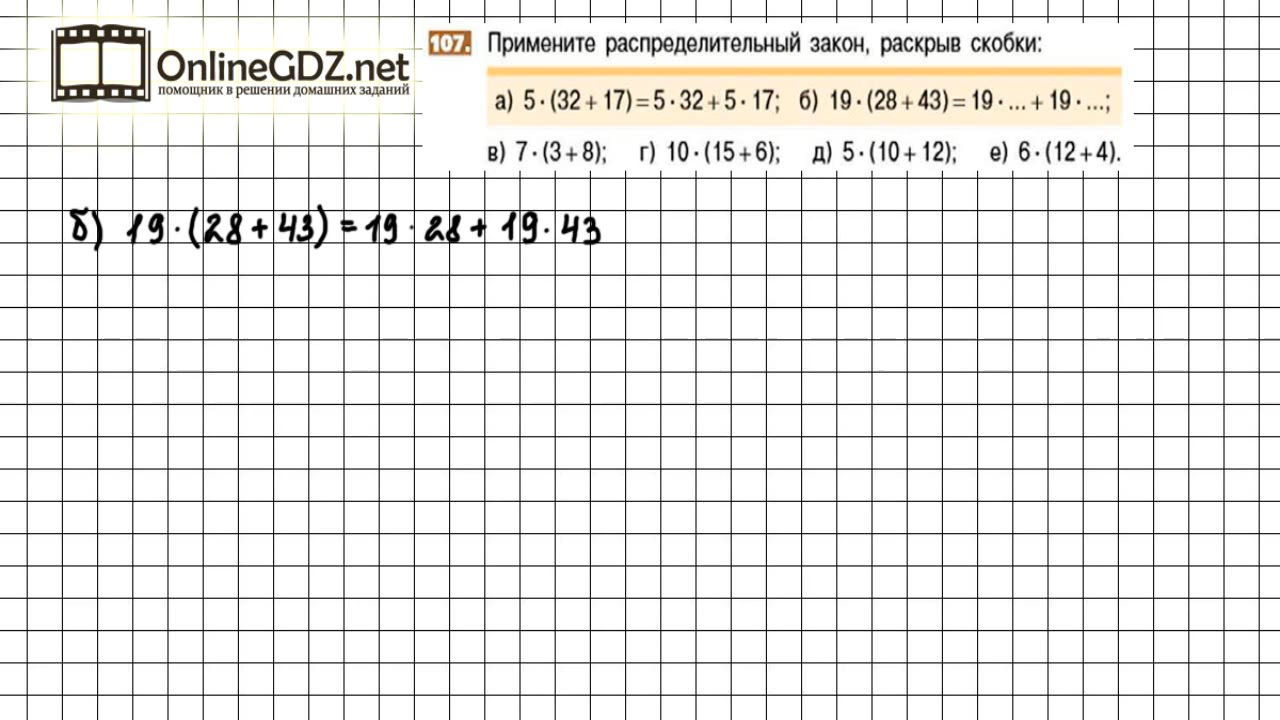 OnlineGDZ.net
помощник в решении домашних заданий
107. Примените распределительный закон, раскрыв скобки:
а) 5 · (32 + 17) = 5 · 32 + 5 · 17; б) 19 · (28 + 43) = 19 · ... + 19 · ...;
в) 7 · (3 + 8); г) 10 · (15 + 6); д) 5 · (10 + 12); е) 6 · (12 + 4).
б) 19 · (28 + 43) = 19 · 28 + 19 · 43